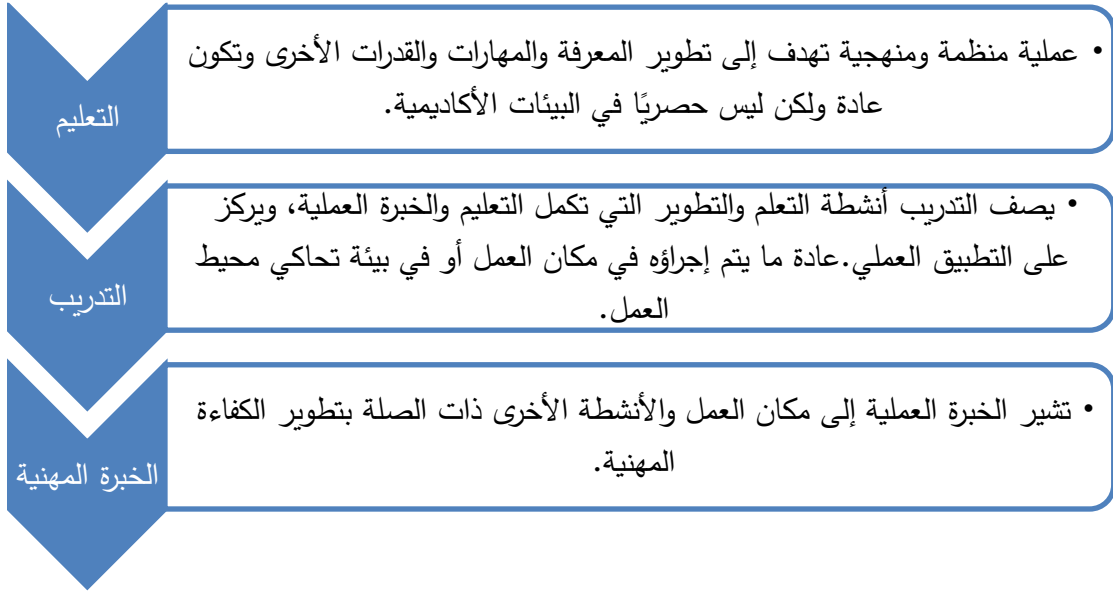 التعليم
• عملية منظمة ومنهجية تهدف إلى تطوير المعرفة والمهارات والقدرات الأخرى وتكون
عادة ولكن ليس حصريًا في البيئات الأكاديمية.
التدريب
• يصف التدريب أنشطة التعلم والتطوير التي تكمل التعليم والخبرة العملية، ويركز
على التطبيق العملي.عادة ما يتم إجراؤه في مكان العمل أو في بيئة تحاكي محيط
العمل.
الخبرة المهنية
• تشير الخبرة العملية إلى مكان العمل والأنشطة الأخرى ذات الصلة بتطوير الكفاءة
المهنية.